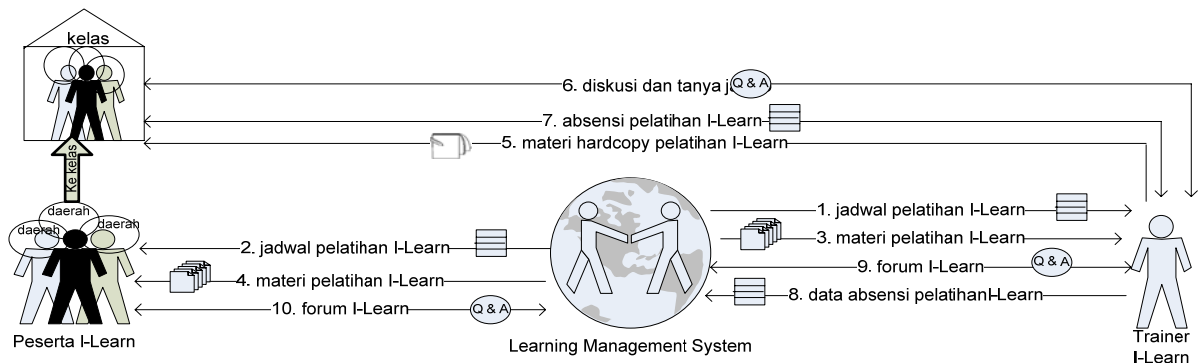 kelas
6. diskusi dan tanya j
Q & A
7. absensi pelatihan I-Learn
5. materi hardcopy pelatihan I-Learn
Ke kelas
daerah
daerah
daerah
1. jadwal pelatihan I-Learn
2. jadwal pelatihan I-Learn
3. materi pelatihan I-Learn
9. forum I-Learn
Q & A
4. materi pelatihan I-Learn
8. data absensi pelatihanI-Learn
10. forum I-Learn
Q & A
Peserta I-Learn
Learning Management System
Trainer
I-Learn